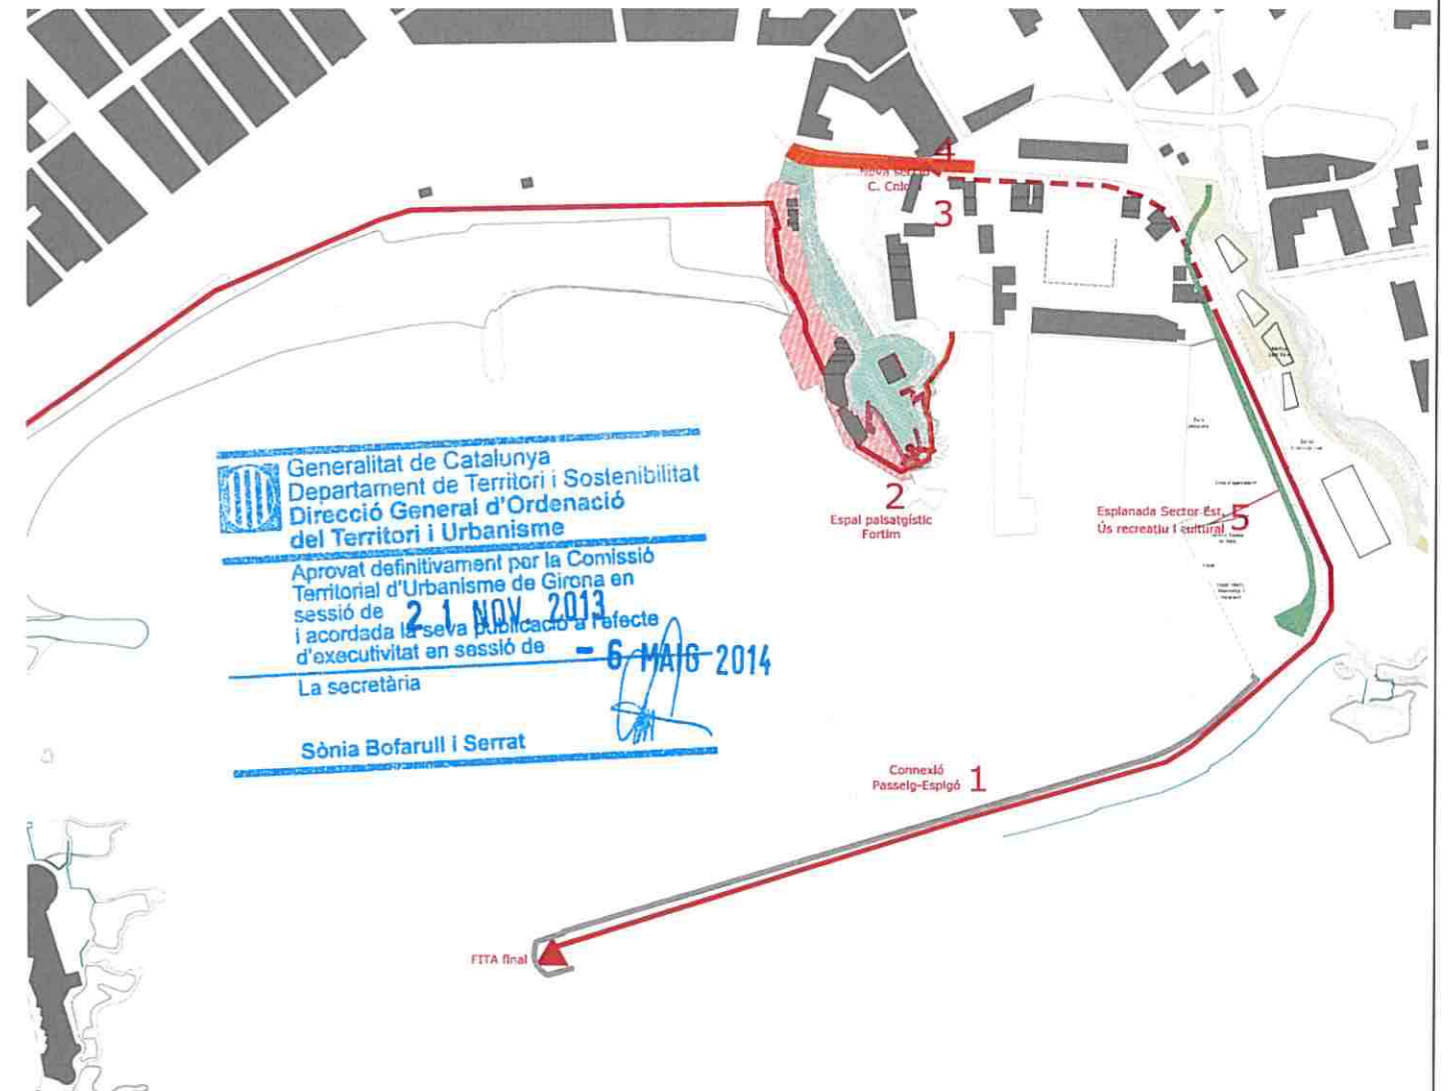 4
Nova secció
C. Colom
3
2
Espai paisatgístic
Fortim
Esplanada Sector Est.
Ús recreatiu i cultural
5
Connexió
Passeig-Espigó
1
FITA final
Generalitat de Catalunya
Departament de Territori i Sostenibilitat
Direcció General d'Ordenació
del Territori i Urbanisme
Aprovat definitivament per la Comissió
Territorial d'Urbanisme de Girona en
sessió de 21 NOV. 2013
i acordada la seva publicació a l'efecte
d'executivitat en sessió de - 6 MAIG 2014
La secretària
Sònia Bofarull i Serrat